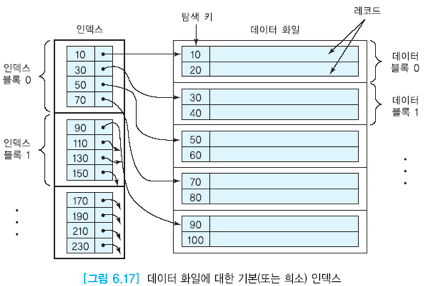 인덱스
탐색 키
데이터 화일
레코드
인덱스
블록 0
10
30
50
70
인덱스
블록 1
90
110
130
150
170
190
210
230
10
20
30
40
50
60
70
80
90
100
데이터
블록 0
데이터
블록 1
[그림 6.17] 데이터 화일에 대한 기본(또는 희소) 인덱스